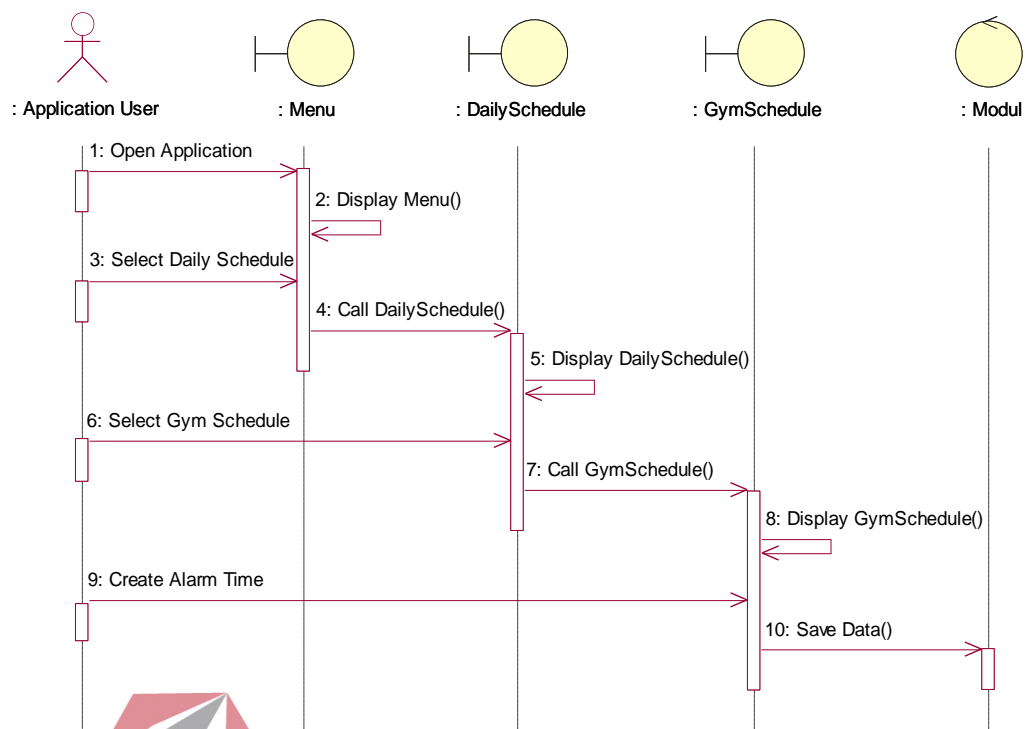 : Application User
: Menu
: DailySchedule
: GymSchedule
: Modul
1: Open Application
2: Display Menu()
3: Select Daily Schedule
4: Call DailySchedule()
5: Display DailySchedule()
6: Select Gym Schedule
7: Call GymSchedule()
8: Display GymSchedule()
9: Create Alarm Time
10: Save Data()